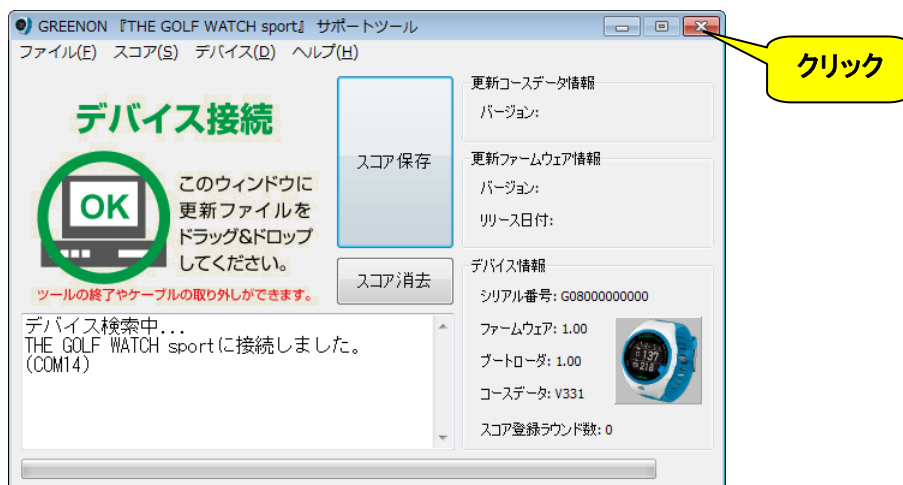 GREENON 『THE GOLF WATCH sport』 サポートツール
ファイル(F) スコア(S) デバイス(D) ヘルプ(H)
クリック
デバイス接続
OK
このウィンドウに
更新ファイルを
ドラッグ&ドロップ
してください。
ツールの終了やケーブルの取り外しができます。
スコア保存
スコア消去
デバイス検索中...
THE GOLF WATCH sportに接続しました。
(COM14)
更新コースデータ情報
バージョン:
更新ファームウェア情報
バージョン:
リリース日付:
デバイス情報
シリアル番号: G08000000000
ファームウェア: 1.00
ブートローダ: 1.00
コースデータ: V331
スコア登録ラウンド数: 0